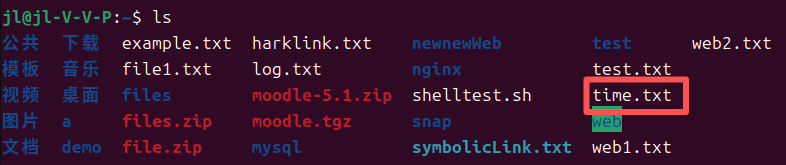 jl@jl-V-V-P:~$ ls
公共 下载 example.txt harklink.txt newnewWeb test web2.txt
模板 音乐 file1.txt log.txt nginx test.txt
视频 桌面 files moodle-5.1.zip shelltest.sh time.txt
图片 a files.zip moodle.tgz snap web
文档 demo file.zip mysql symbolicLink.txt web1.txt